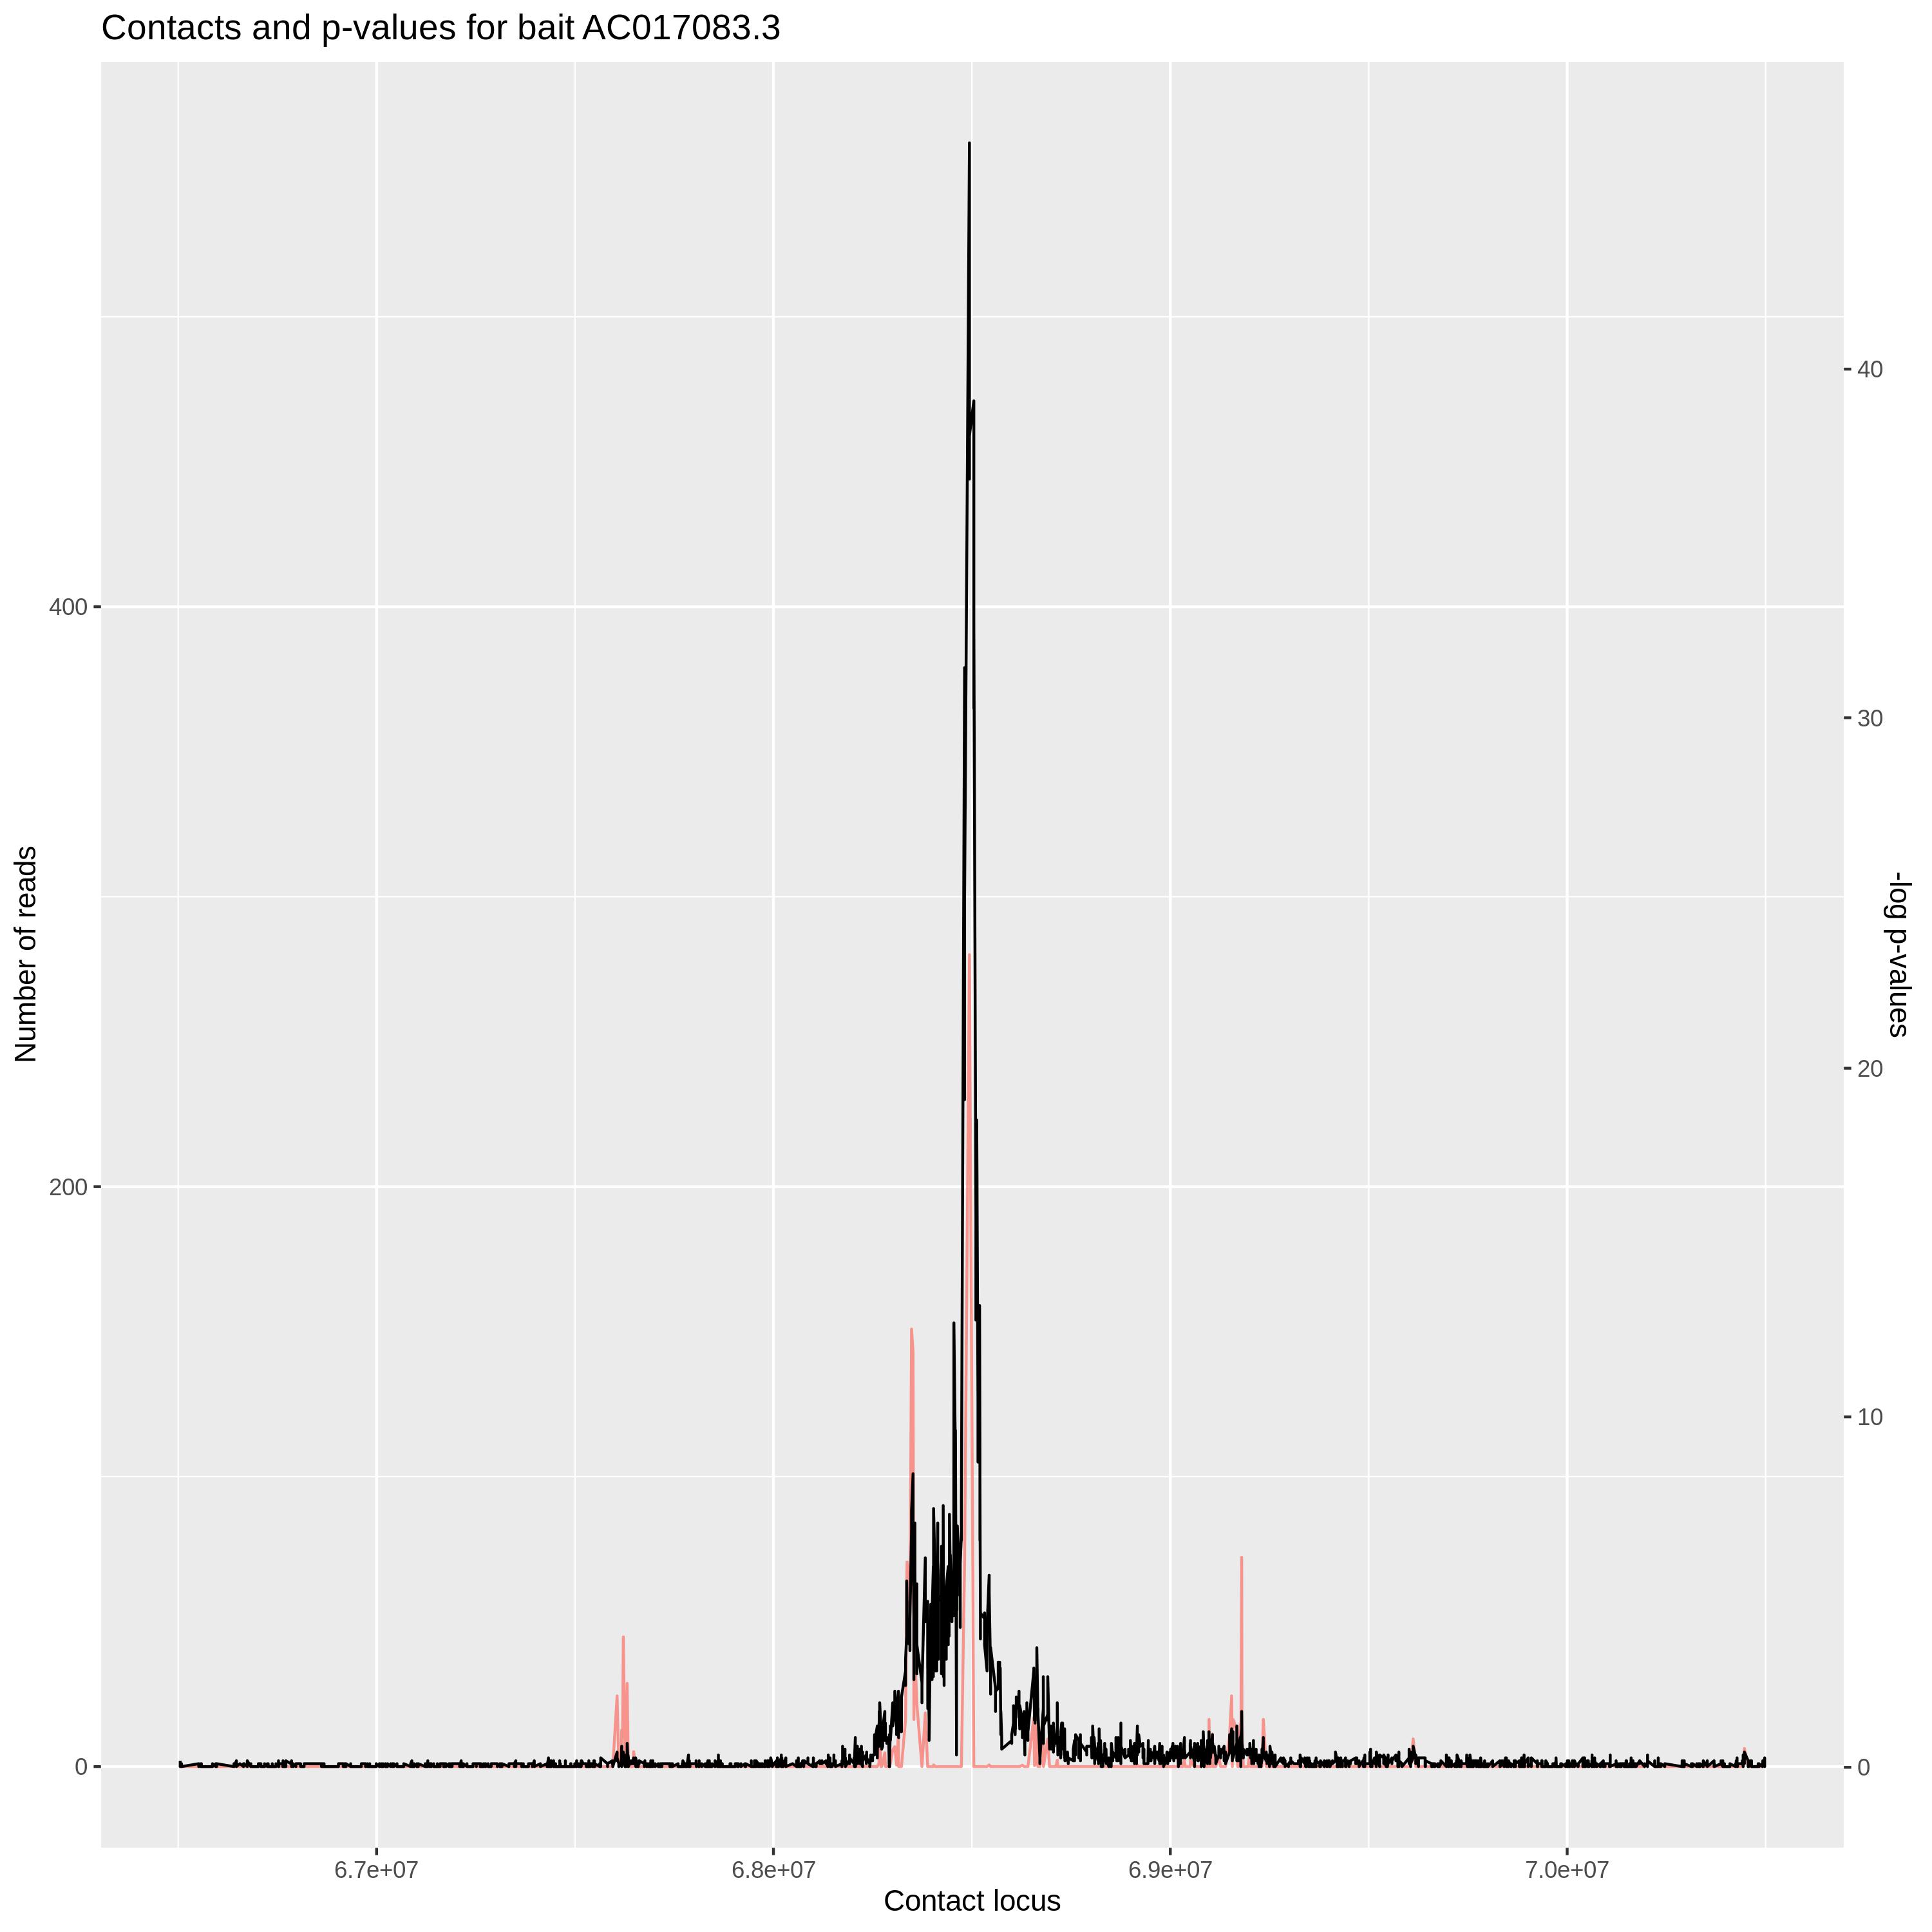 Contacts and p-values for bait AC017083.3
Number of reads
400
200
0
40
30
20
10
0
-log p-values
6.7e+07 6.8e+07 6.9e+07 7.0e+07
Contact locus